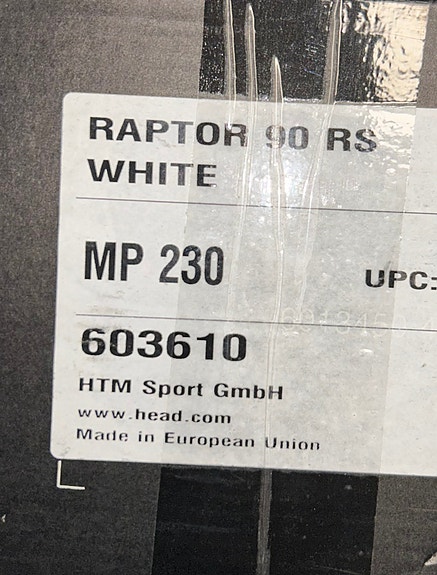 RAPTOR 90 RS
WHITE
MP 230
UPC:
603610
HTM Sport GmbH
www.head.com
Made in European Union